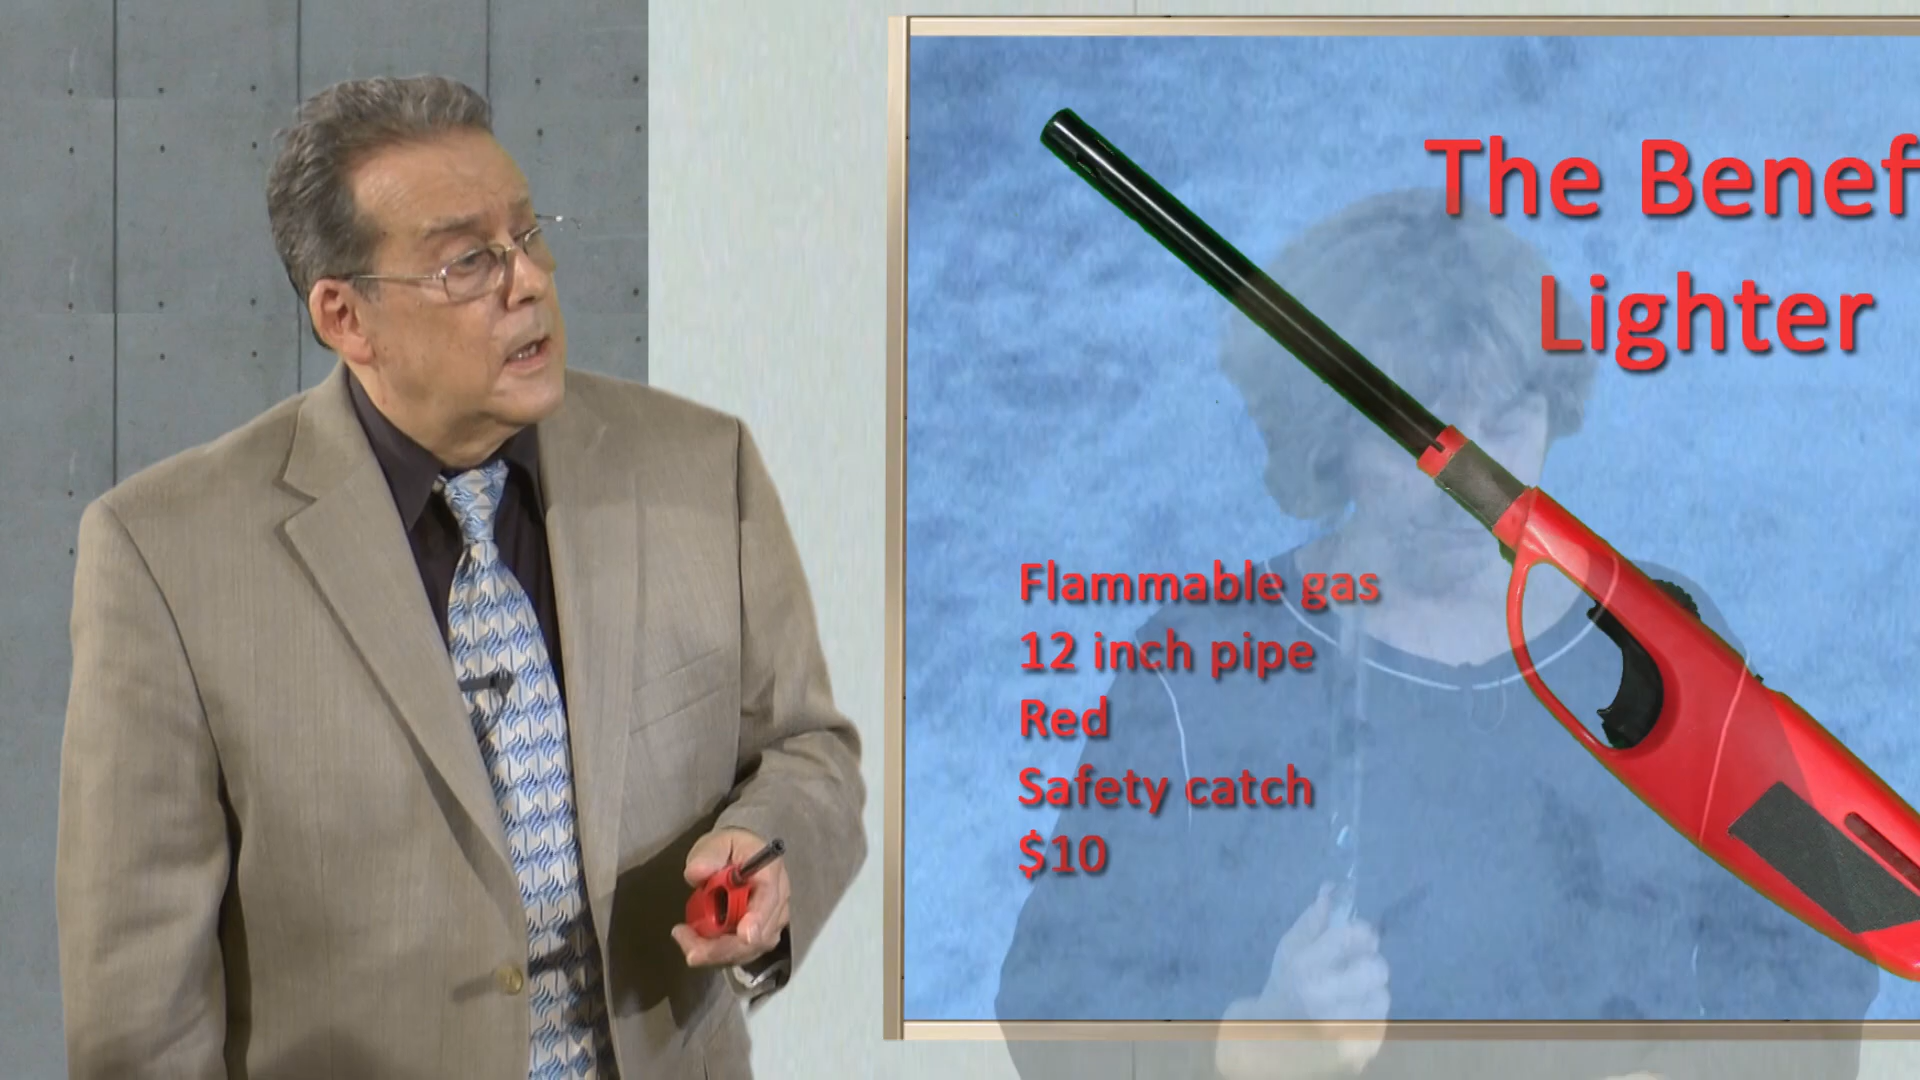 The Benef
Lighter
Flammable gas
12 inch pipe
Red
Safety catch
$10